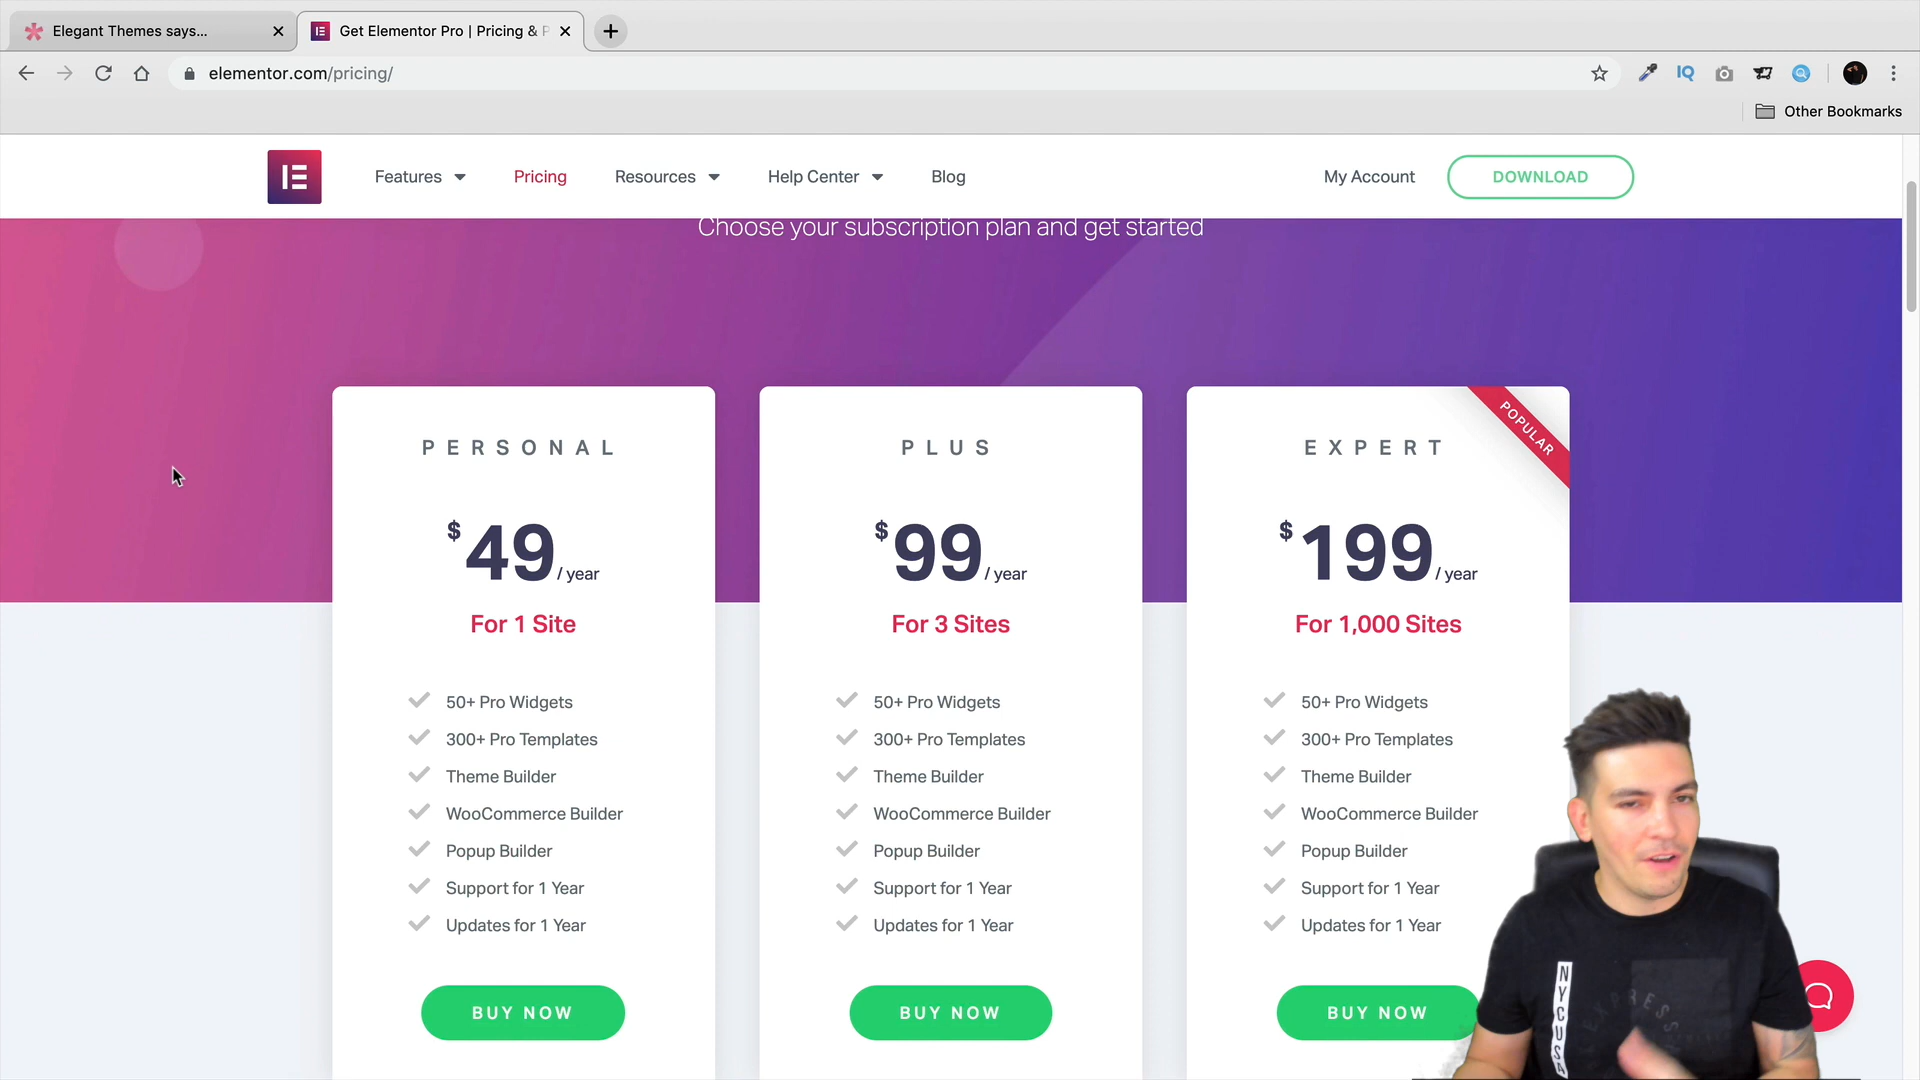 Elegant Themes says...
Get Elementor Pro | Pricing & P
elementor.com/pricing/
IQ
Other Bookmarks
Features
Pricing
Resources
Help Center
Blog
My Account
DOWNLOAD
Choose your subscription plan and get started
PERSONAL
$49/ year
For 1 Site
50+ Pro Widgets
300+ Pro Templates
Theme Builder
WooCommerce Builder
Popup Builder
Support for 1 Year
Updates for 1 Year
BUY NOW
PLUS
$99/ year
For 3 Sites
50+ Pro Widgets
300+ Pro Templates
Theme Builder
WooCommerce Builder
Popup Builder
Support for 1 Year
Updates for 1 Year
BUY NOW
POPULAR
EXPERT
$199/ year
For 1,000 Sites
50+ Pro Widgets
300+ Pro Templates
Theme Builder
WooCommerce Builder
Popup Builder
Support for 1 Year
Updates for 1 Year
BUY NOW
EXPRESS